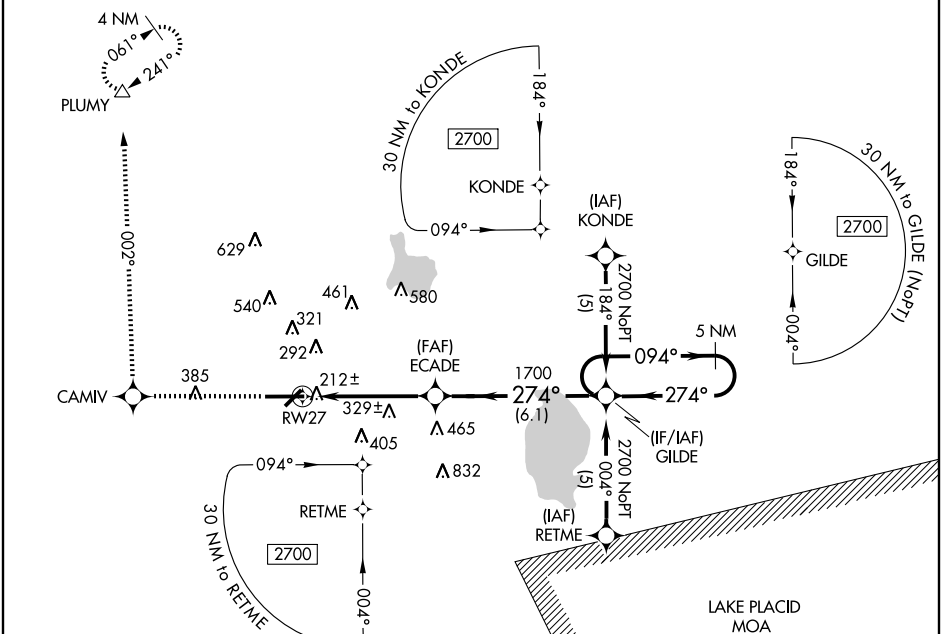 4 NM
061°
241°
PLUMY
002°
30 NM to KONDE
2700
184°
KONDE
094°
(IAF)
KONDE
2700 NoPT
184°
(5)
184°
30 NM to GILDE (NoPT)
2700
GILDE
004°
629
540
461
580
321
292
(FAF)
ECADE
5 NM
094°
CAMIV
385
212±
RW27
329±
1700
274°
(6.1)
274°
(IF/IAF)
GILDE
405
465
832
2700 NoPT
004°
(5)
(IAF)
RETME
094°
RETME
30 NM to RETME
2700
004°
LAKE PLACID
MOA